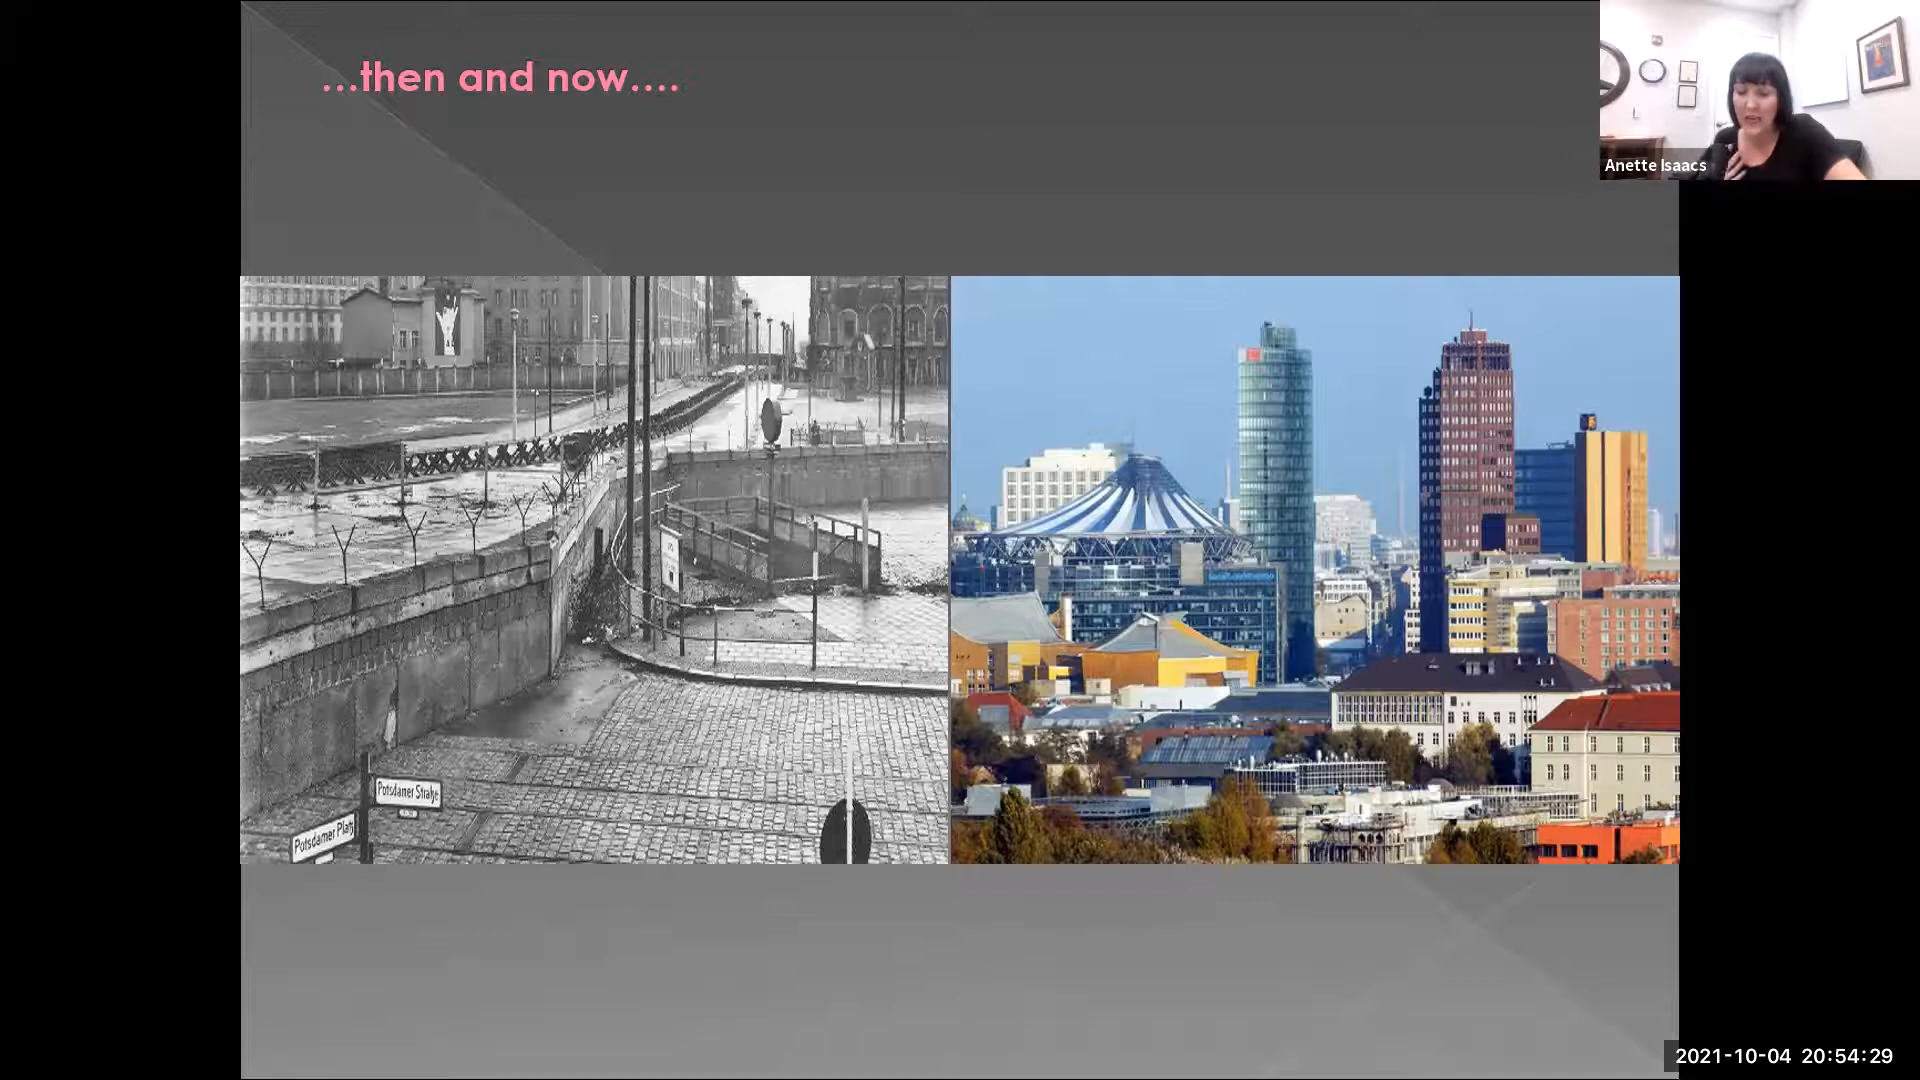 ...then and now....
Anette Isaacs
Potsdamer Straße
Potsdamer Platz
2021-10-04 20:54:29